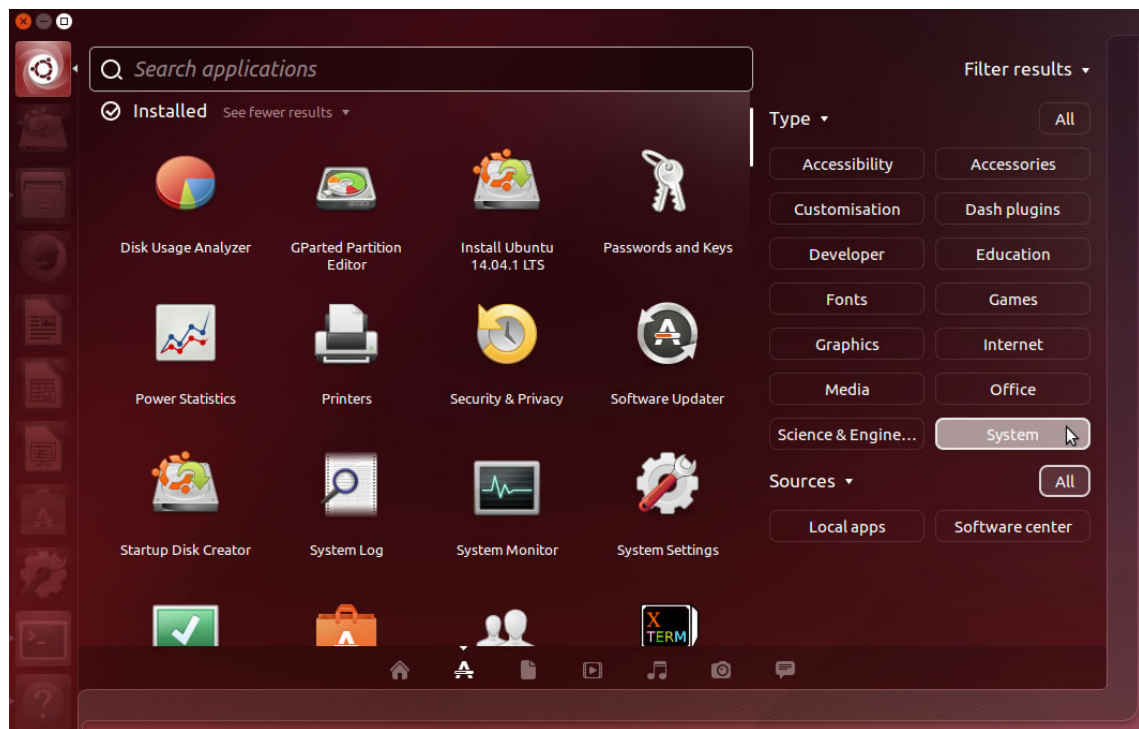 Search applications
Filter results
Installed See fewer results
Type All
Accessibility Accessories
Customisation Dash plugins
Disk Usage Analyzer GParted Partition Editor Install Ubuntu 14.04.1 LTS Passwords and Keys
Developer Education
Fonts Games
Graphics Internet
Power Statistics Printers Security & Privacy Software Updater
Media Office
Science & Engine... System
Sources All
Local apps Software center
Startup Disk Creator System Log System Monitor System Settings
X
TERM